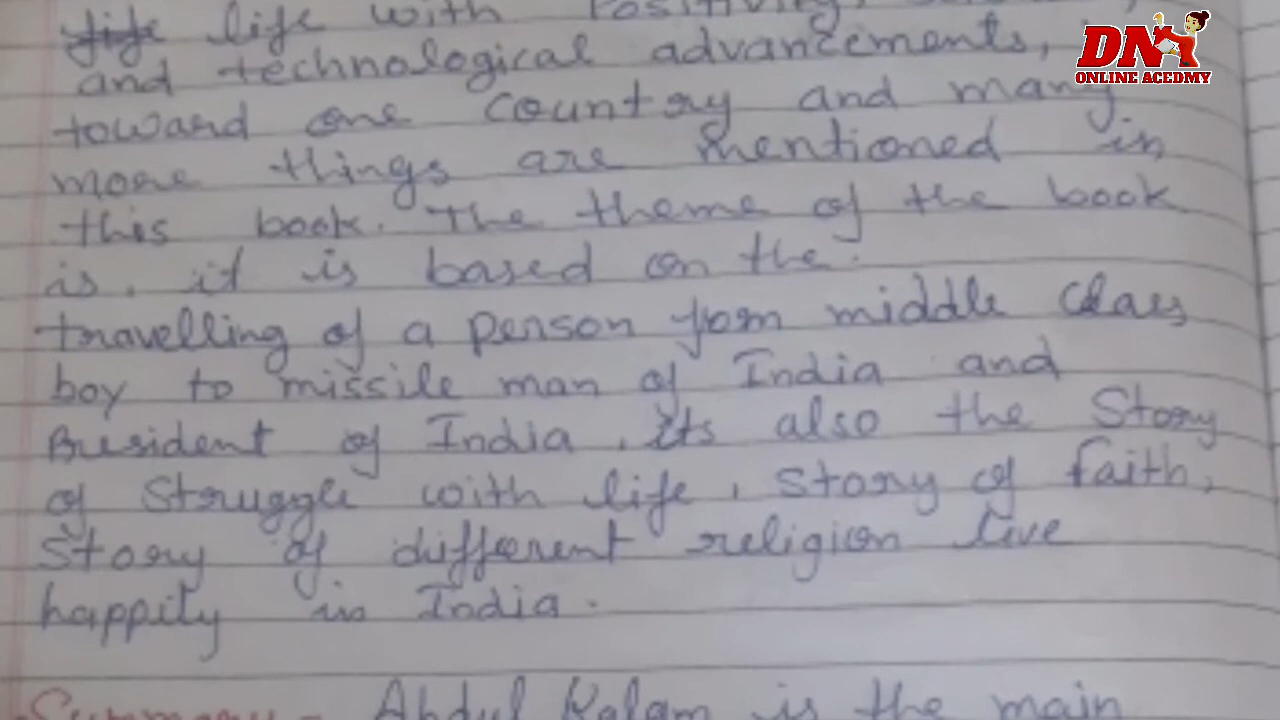 life with Positivity,
and technological advancements,
toward one country and many
more things are mentioned in
this book. The theme of the book
is. it is based on the.
travelling of a person from middle class
boy to missile man of India and
President of India. its also the Story
of Struggle with life, Story of faith,
Story of different religion live
happily in India.
Summary - Abdul Kalam is the main
DNA
ONLINE ACEDMY